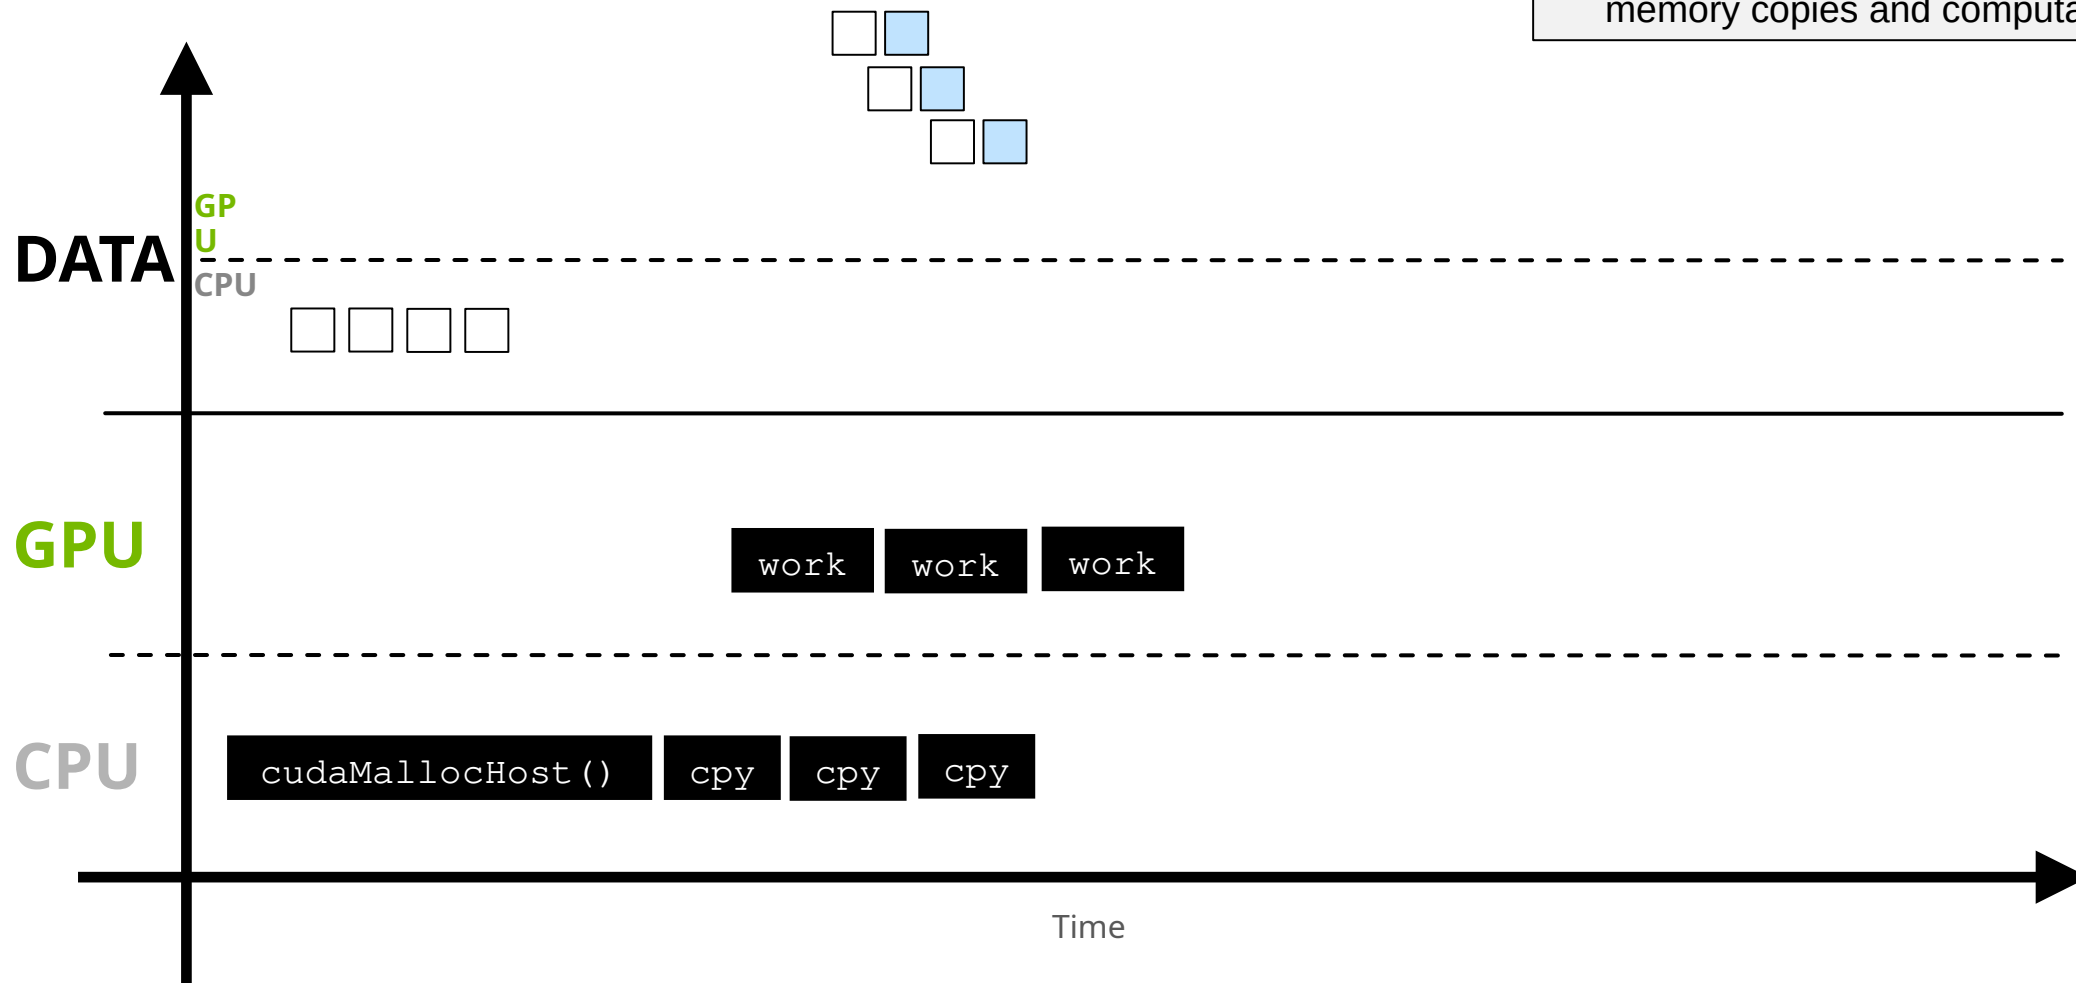 memory copies and computa
GP
U
DATA
CPU
GPU
work work work
CPU
cudaMallocHost() cpy cpy cpy
Time